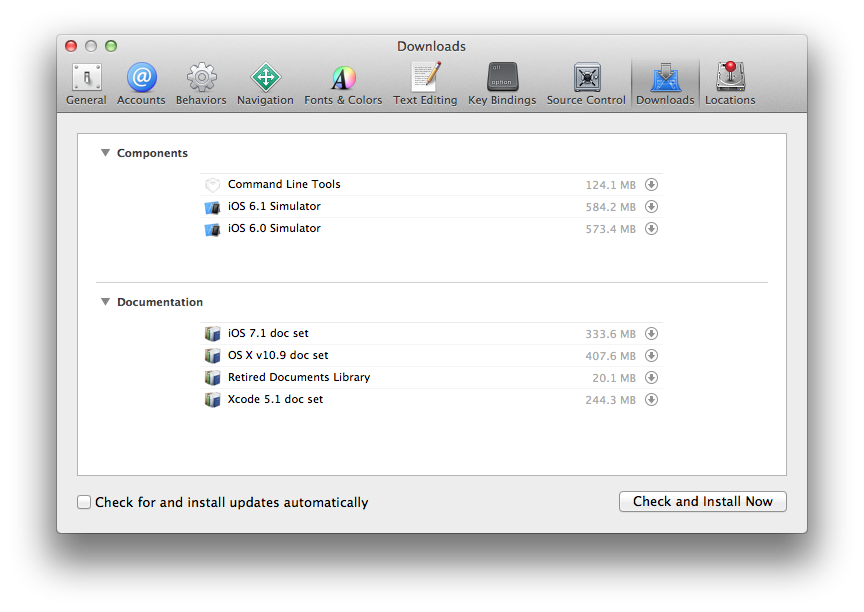 Downloads
General Accounts Behaviors Navigation Fonts & Colors Text Editing Key Bindings Source Control Downloads Locations
Components
Command Line Tools 124.1 MB
iOS 6.1 Simulator 584.2 MB
iOS 6.0 Simulator 573.4 MB
Documentation
iOS 7.1 doc set 333.6 MB
OS X v10.9 doc set 407.6 MB
Retired Documents Library 20.1 MB
Xcode 5.1 doc set 244.3 MB
Check for and install updates automatically Check and Install Now